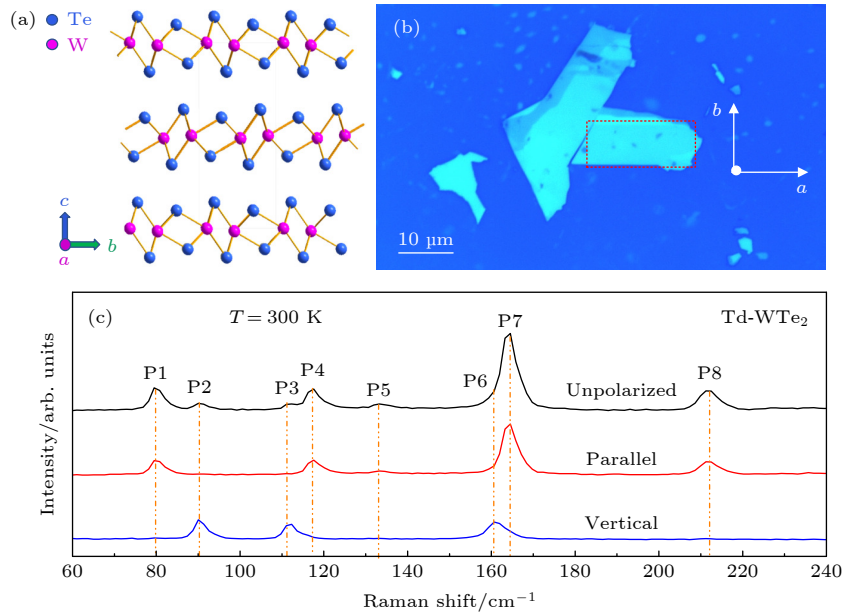 (a)
Te
W
c
b
a
(b)
b
a
10 µm
(c)
T = 300 K
Td-WTe₂
P1
P2
P3
P4
P5
P6
P7
P8
Unpolarized
Parallel
Vertical
Intensity/arb. units
60 80 100 120 140 160 180 200 220 240
Raman shift/cm⁻¹